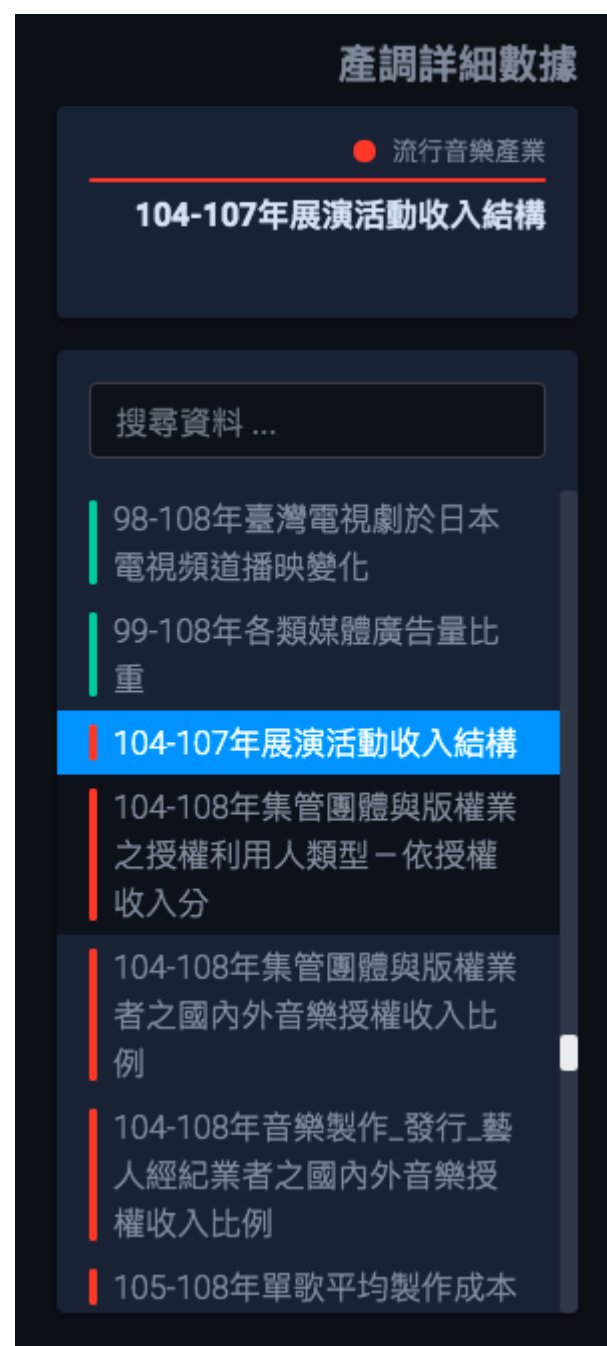 產調詳細數據
流行音樂產業
104-107年展演活動收入結構
搜尋資料 ...
98-108年臺灣電視劇於日本
電視頻道播映變化
99-108年各類媒體廣告量比
重
104-107年展演活動收入結構
104-108年集管團體與版權業
之授權利用人類型－依授權
收入分
104-108年集管團體與版權業
者之國內外音樂授權收入比
例
104-108年音樂製作_發行_藝
人經紀業者之國內外音樂授
權收入比例
105-108年單歌平均製作成本